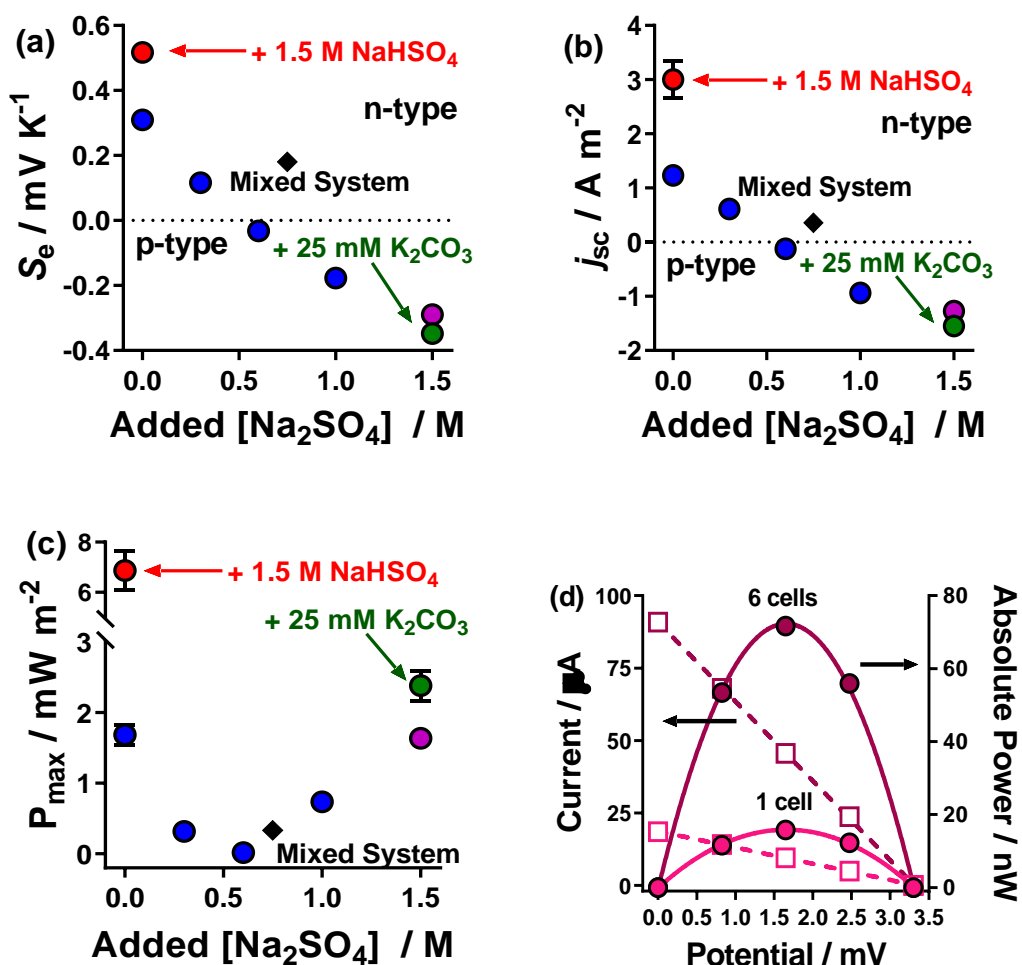 (a)
0.6
0.4
0.2
0.0
-0.2
-0.4
Sₑ / mV K⁻¹
+ 1.5 M NaHSO₄
n-type
Mixed System
p-type
+ 25 mM K₂CO₃
0.0 0.5 1.0 1.5
Added [Na₂SO₄] / M
(b)
4
3
2
1
0
-1
-2
jsc / A m⁻²
+ 1.5 M NaHSO₄
n-type
Mixed System
p-type
+ 25 mM K₂CO₃
0.0 0.5 1.0 1.5
Added [Na₂SO₄] / M
(c)
8
6
3
2
1
0
Pmax / mW m⁻²
+ 1.5 M NaHSO₄
+ 25 mM K₂CO₃
Mixed System
0.0 0.5 1.0 1.5
Added [Na₂SO₄] / M
(d)
100
75
50
25
0
Current / µA
6 cells
1 cell
80
60
40
20
0
Absolute Power / nW
0.0 0.5 1.0 1.5 2.0 2.5 3.0 3.5
Potential / mV